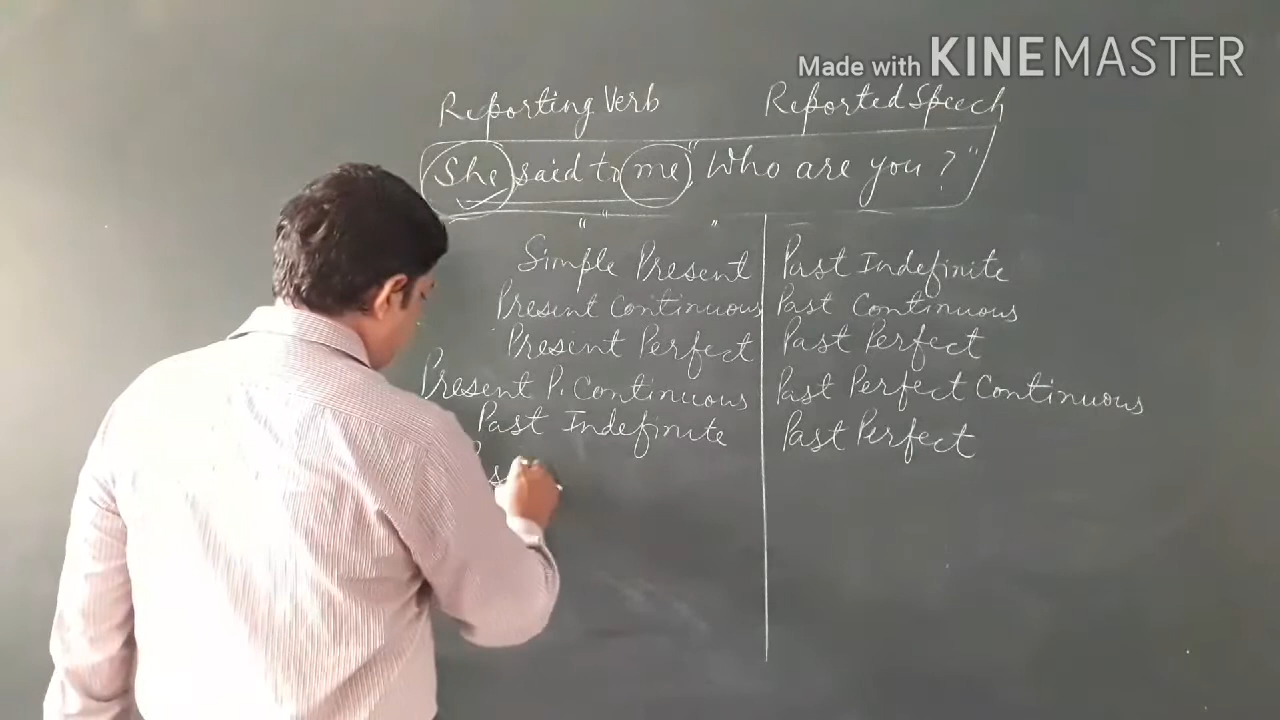 Made with KINEMASTER
Reporting Verb Reported Speech
She said to me, "Who are you?"
" " "
Simple Present Past Indefinite
Present Continuous Past Continuous
Present Perfect Past Perfect
Present P. Continuous Past Perfect Continuous
Past Indefinite Past Perfect